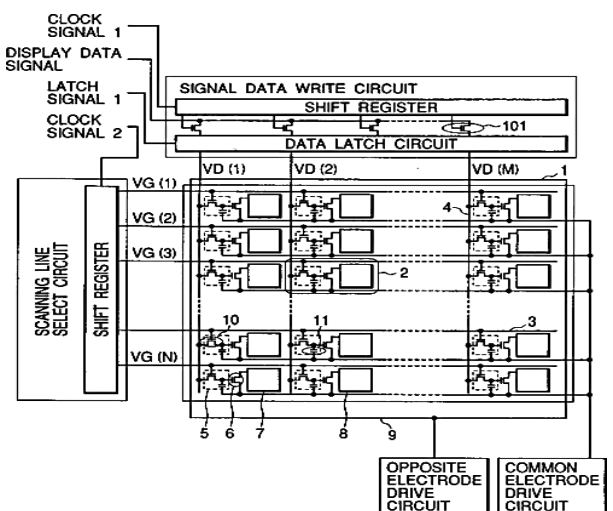 CLOCK
SIGNAL 1
DISPLAY DATA
SIGNAL
LATCH
SIGNAL 1
CLOCK
SIGNAL 2
SIGNAL DATA WRITE CIRCUIT
SHIFT REGISTER
101
DATA LATCH CIRCUIT
VD (1)
VD (2)
VD (M)
1
SCANNING LINE
SELECT CIRCUIT
SHIFT REGISTER
VG (1)
4
VG (2)
VG (3)
2
10
11
3
VG (N)
5
6
7
8
9
OPPOSITE
ELECTRODE
DRIVE
CIRCUIT
COMMON
ELECTRODE
DRIVE
CIRCUIT